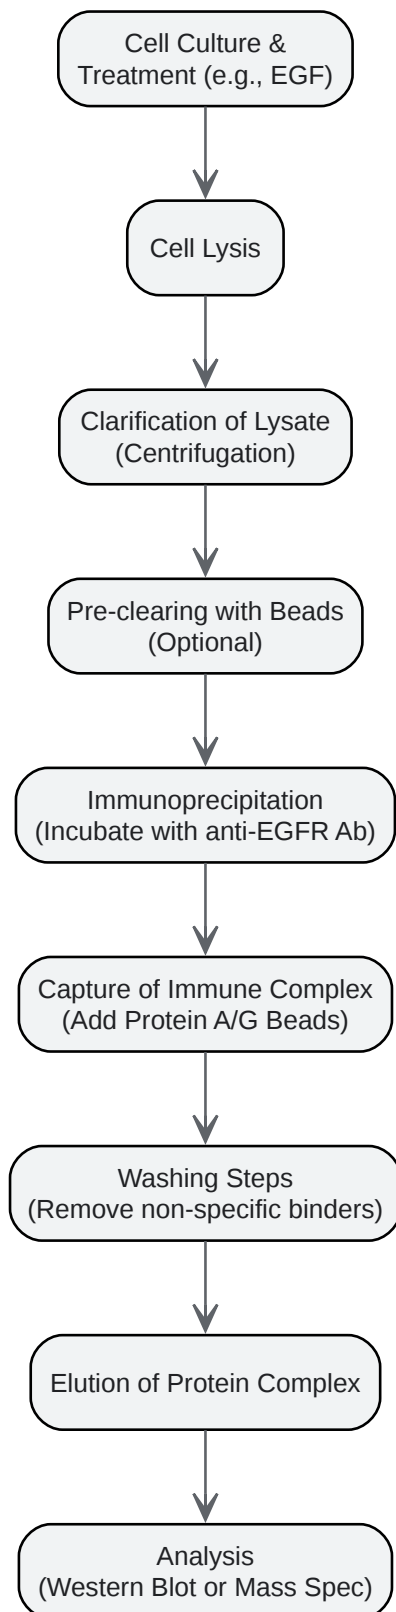 Cell Culture &
Treatment (e.g., EGF)
Cell Lysis
Clarification of Lysate
(Centrifugation)
Pre-clearing with Beads
(Optional)
Immunoprecipitation
(Incubate with anti-EGFR Ab)
Capture of Immune Complex
(Add Protein A/G Beads)
Washing Steps
(Remove non-specific binders)
Elution of Protein Complex
Analysis
(Western Blot or Mass Spec)